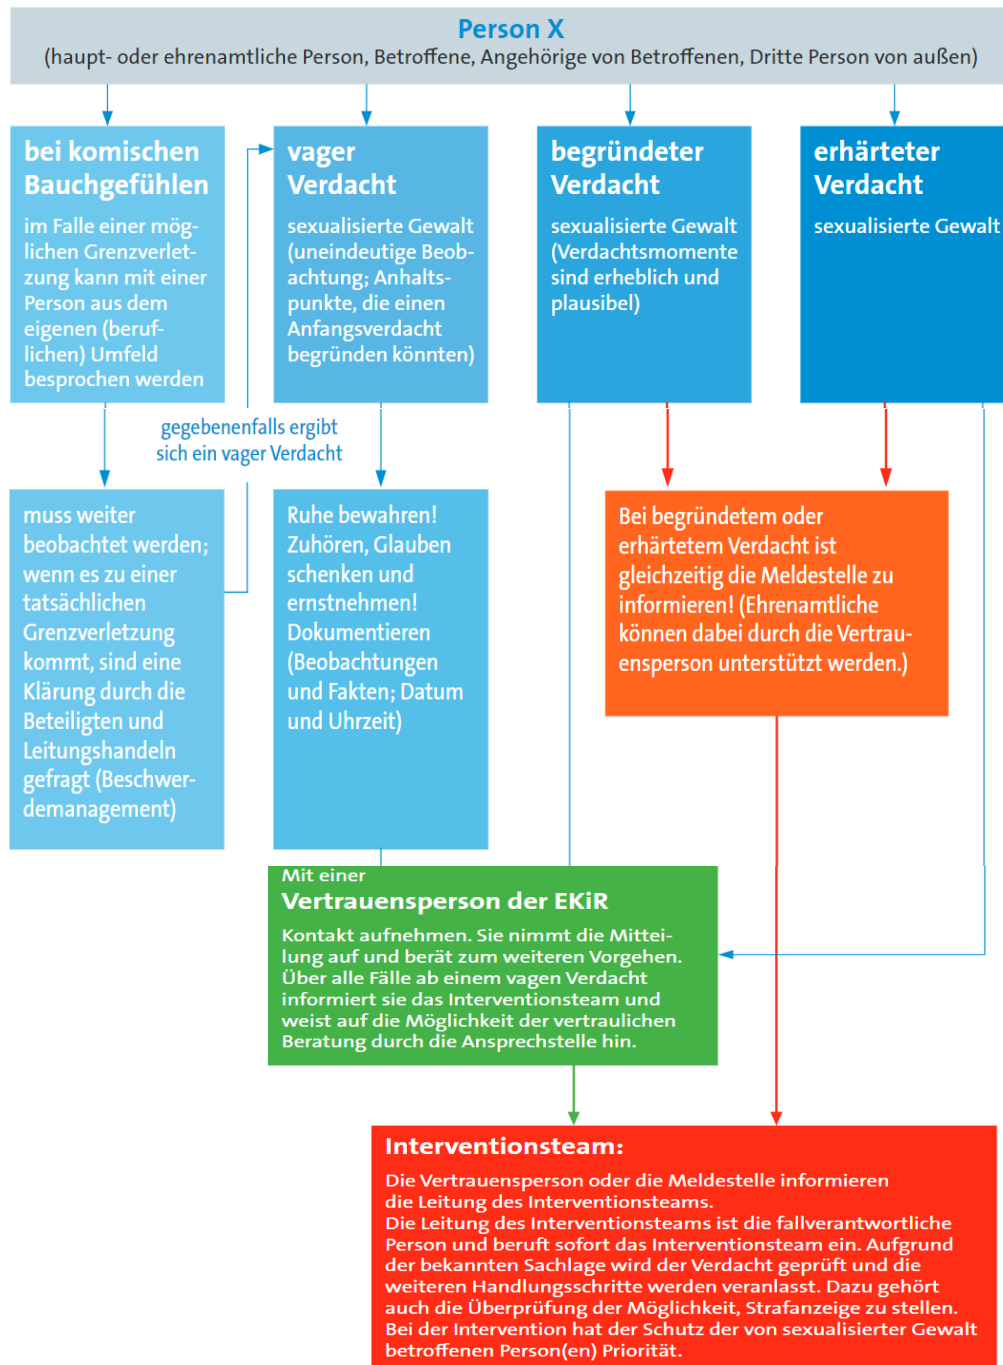 Person X
(haupt- oder ehrenamtliche Person, Betroffene, Angehörige von Betroffenen, Dritte Person von außen)
bei komischen
Bauchgefühlen
im Falle einer mög-
lichen Grenzverlet-
zung kann mit einer
Person aus dem
eigenen (beruf-
lichen) Umfeld
besprochen werden
vager
Verdacht
sexualisierte Gewalt
(uneindeutige Beob-
achtung; Anhalts-
punkte, die einen
Anfangsverdacht
begründen könnten)
begründeter
Verdacht
sexualisierte Gewalt
(Verdachtsmomente
sind erheblich und
plausibel)
erhärteter
Verdacht
sexualisierte Gewalt
gegebenenfalls ergibt
sich ein vager Verdacht
muss weiter
beobachtet werden;
wenn es zu einer
tatsächlichen
Grenzverletzung
kommt, sind eine
Klärung durch die
Beteiligten und
Leitungshandeln
gefragt (Beschwer-
demanagement)
Ruhe bewahren!
Zuhören, Glauben
schenken und
ernstnehmen!
Dokumentieren
(Beobachtungen
und Fakten; Datum
und Uhrzeit)
Bei begründetem oder
erhärtetem Verdacht ist
gleichzeitig die Meldestelle zu
informieren! (Ehrenamtliche
können dabei durch die Vertrau-
ensperson unterstützt werden.)
Mit einer
Vertrauensperson der EKiR
Kontakt aufnehmen. Sie nimmt die Mittei-
lung auf und berät zum weiteren Vorgehen.
Über alle Fälle ab einem vagen Verdacht
informiert sie das Interventionsteam und
weist auf die Möglichkeit der vertraulichen
Beratung durch die Ansprechstelle hin.
Interventionsteam:
Die Vertrauensperson oder die Meldestelle informieren
die Leitung des Interventionsteams.
Die Leitung des Interventionsteams ist die fallverantwortliche
Person und beruft sofort das Interventionsteam ein. Aufgrund
der bekannten Sachlage wird der Verdacht geprüft und die
weiteren Handlungsschritte werden veranlasst. Dazu gehört
auch die Überprüfung der Möglichkeit, Strafanzeige zu stellen.
Bei der Intervention hat der Schutz der von sexualisierter Gewalt
betroffenen Person(en) Priorität.